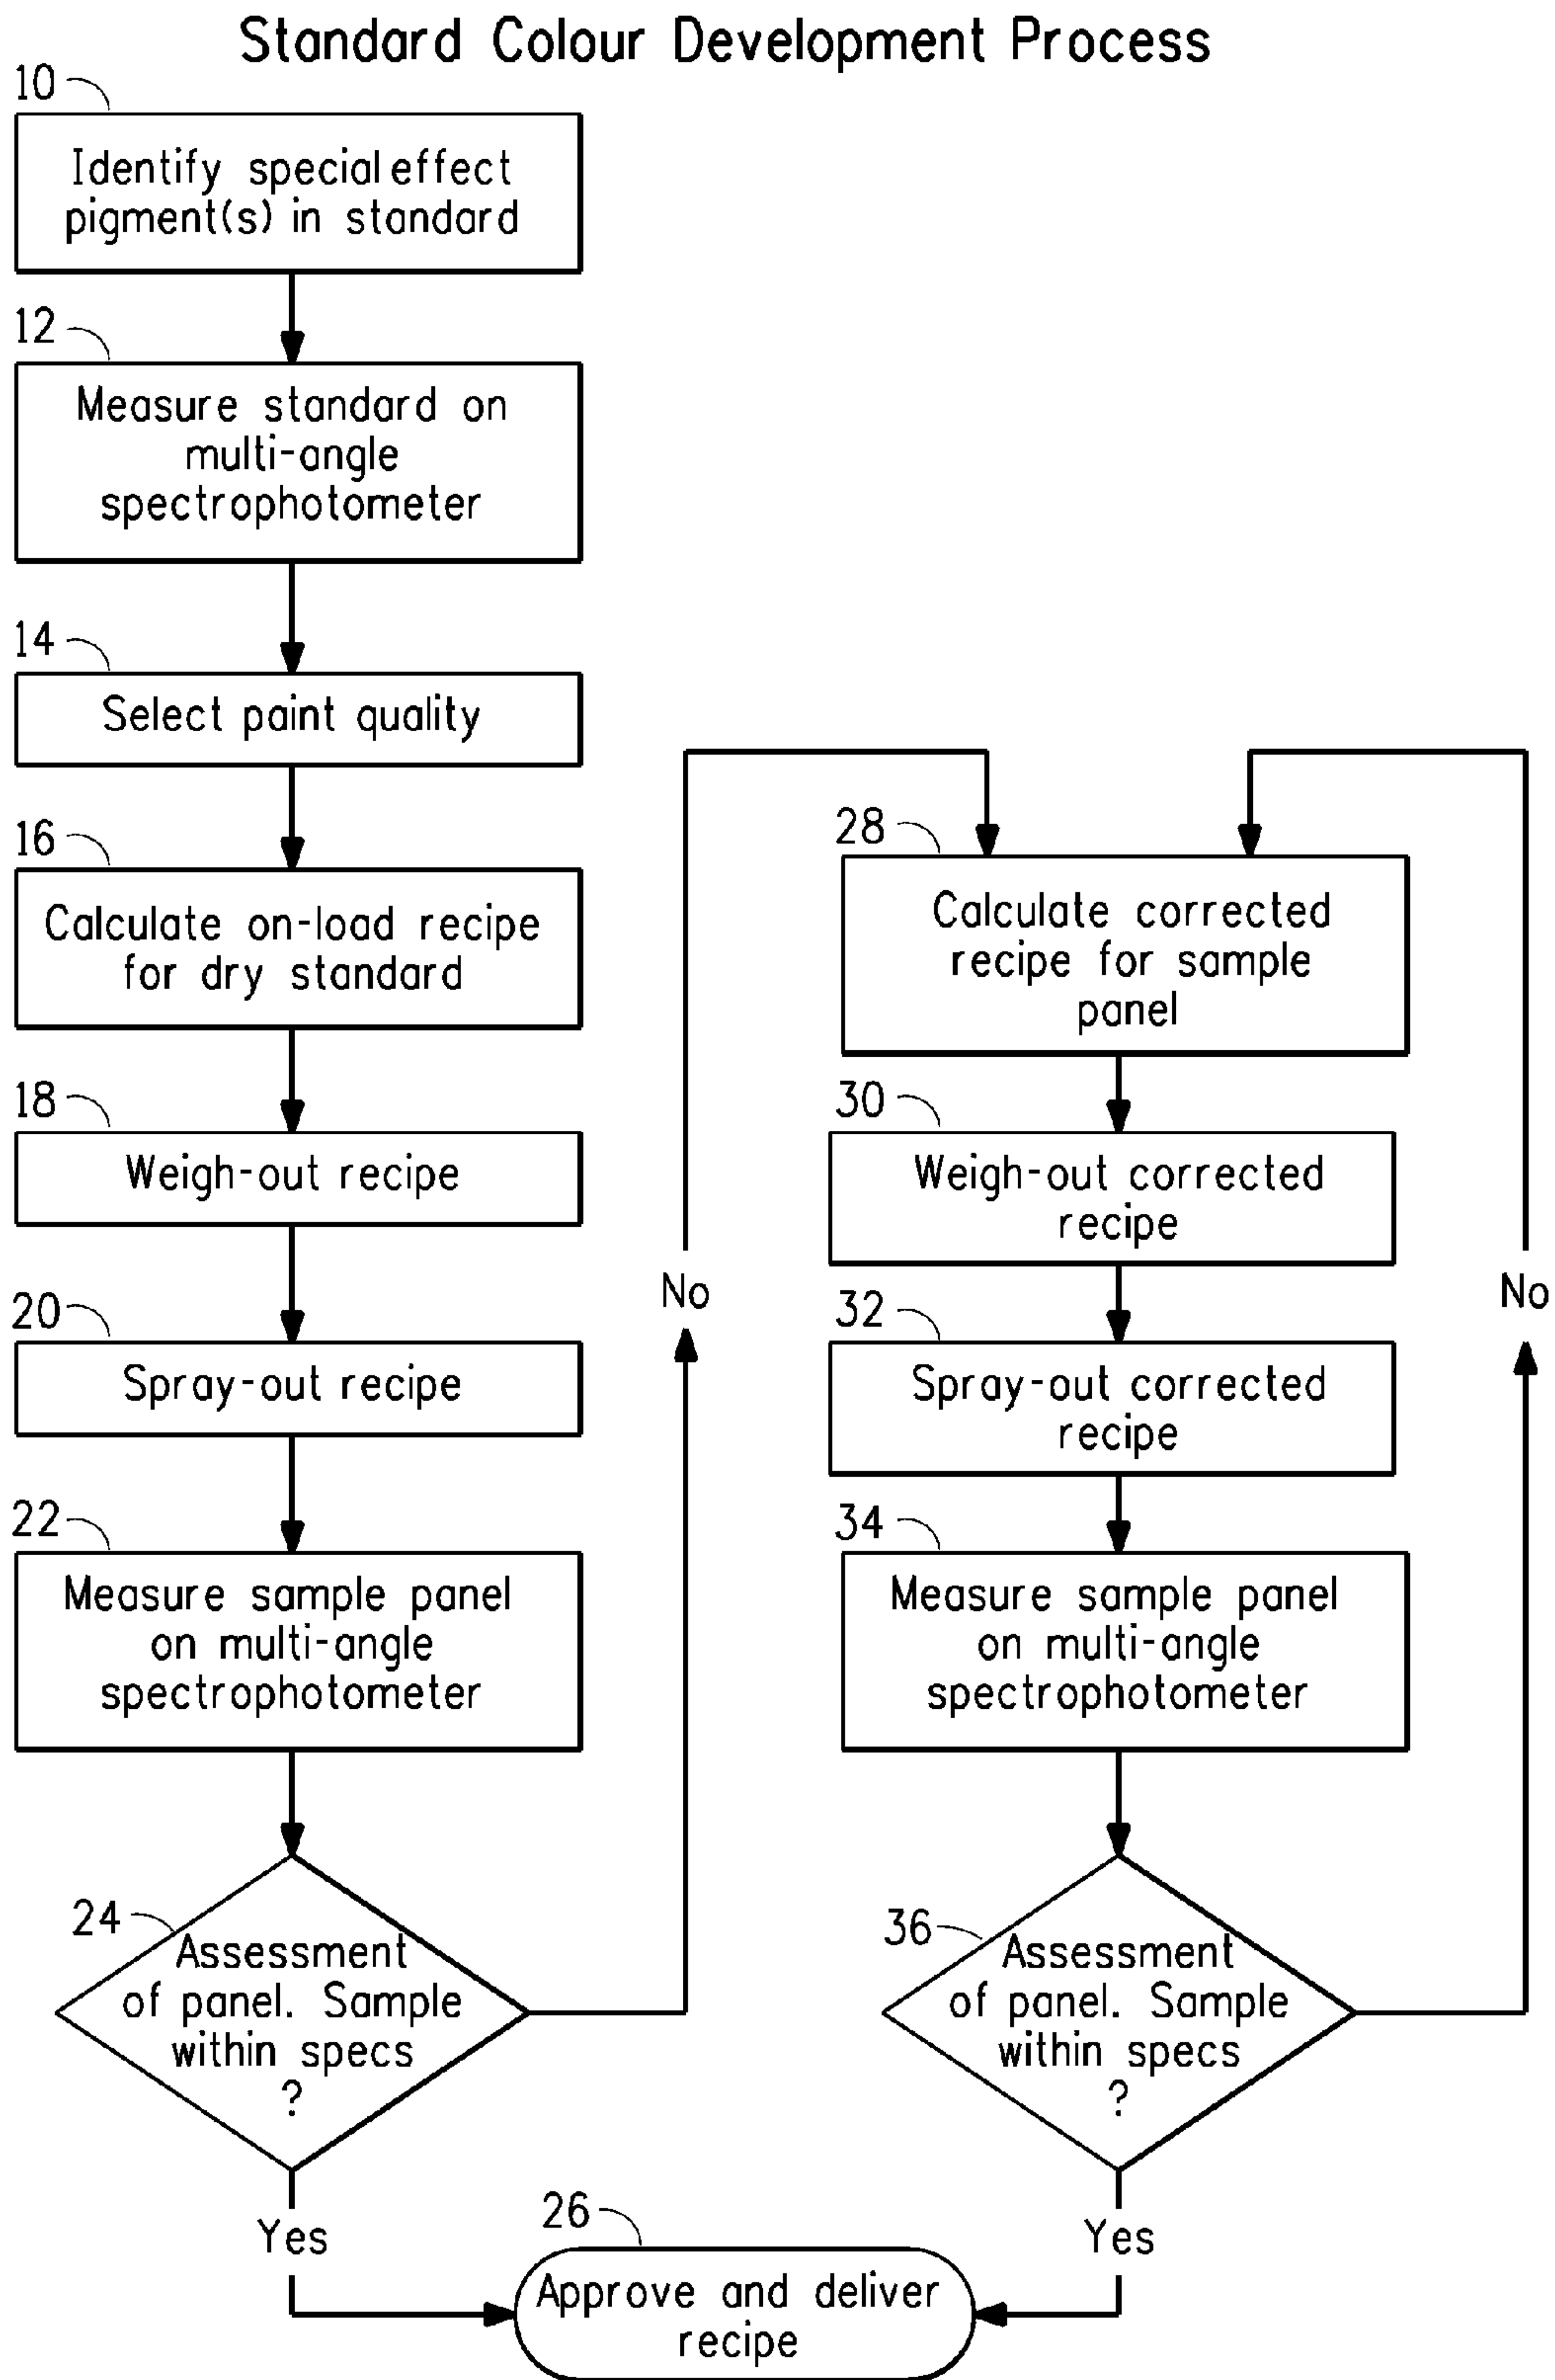 Standard Colour Development Process
10
Identify special effect
pigment(s) in standard
12
Measure standard on
multi-angle
spectrophotometer
14
Select paint quality
16
Calculate on-load recipe
for dry standard
18
Weigh-out recipe
20
Spray-out recipe
22
Measure sample panel
on multi-angle
spectrophotometer
24
Assessment
of panel. Sample
within specs
?
Yes
No
28
Calculate corrected
recipe for sample
panel
30
Weigh-out corrected
recipe
32
Spray-out corrected
recipe
34
Measure sample panel
on multi-angle
spectrophotometer
36
Assessment
of panel. Sample
within specs
?
Yes
No
26
Approve and deliver
recipe